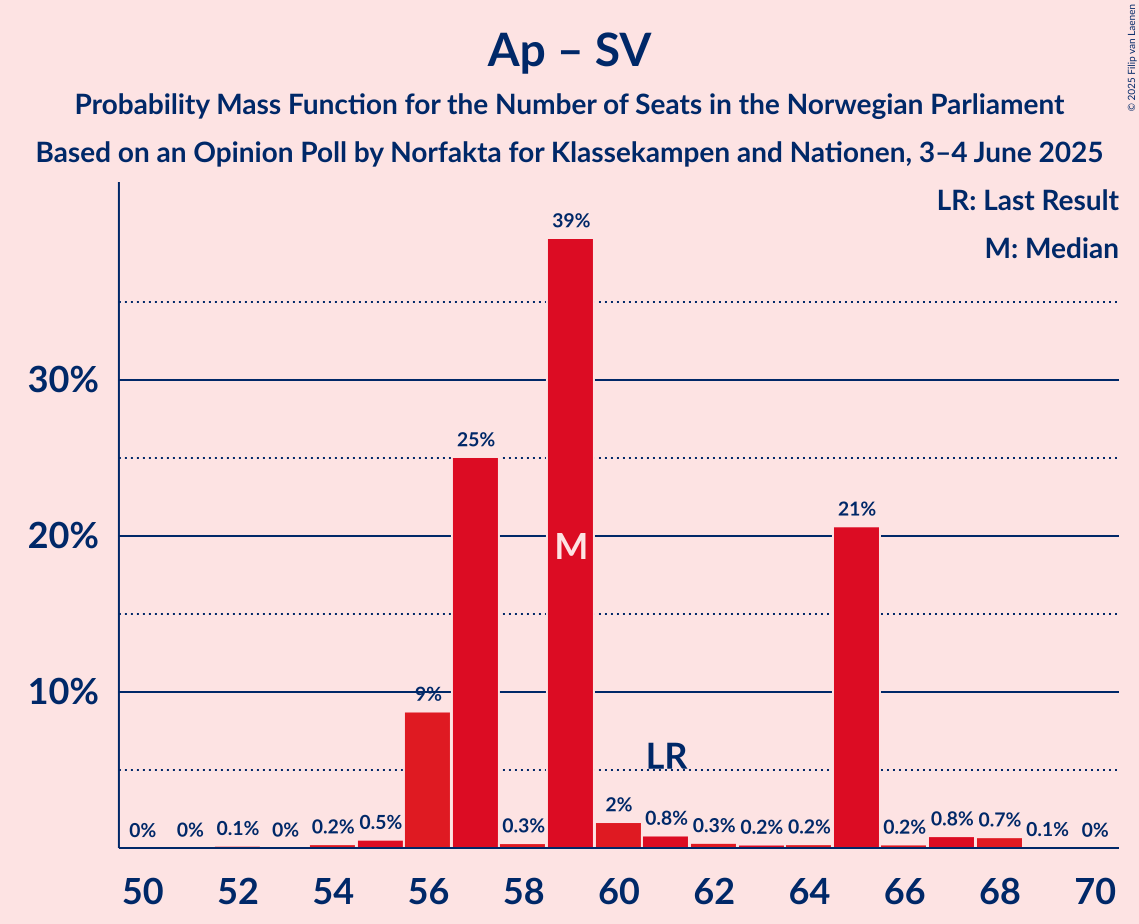 Ap – SV
Probability Mass Function for the Number of Seats in the Norwegian Parliament
Based on an Opinion Poll by Norfakta for Klassekampen and Nationen, 3–4 June 2025
© 2025 Filip van Laenen
LR: Last Result
M: Median
39%
30%
25%
21%
20%
M
10%
9%
LR
0% 0% 0.1% 0% 0.2% 0.5% 0.3% 2% 0.8% 0.3% 0.2% 0.2% 0.2% 0.8% 0.7% 0.1% 0%
50 52 54 56 58 60 62 64 66 68 70